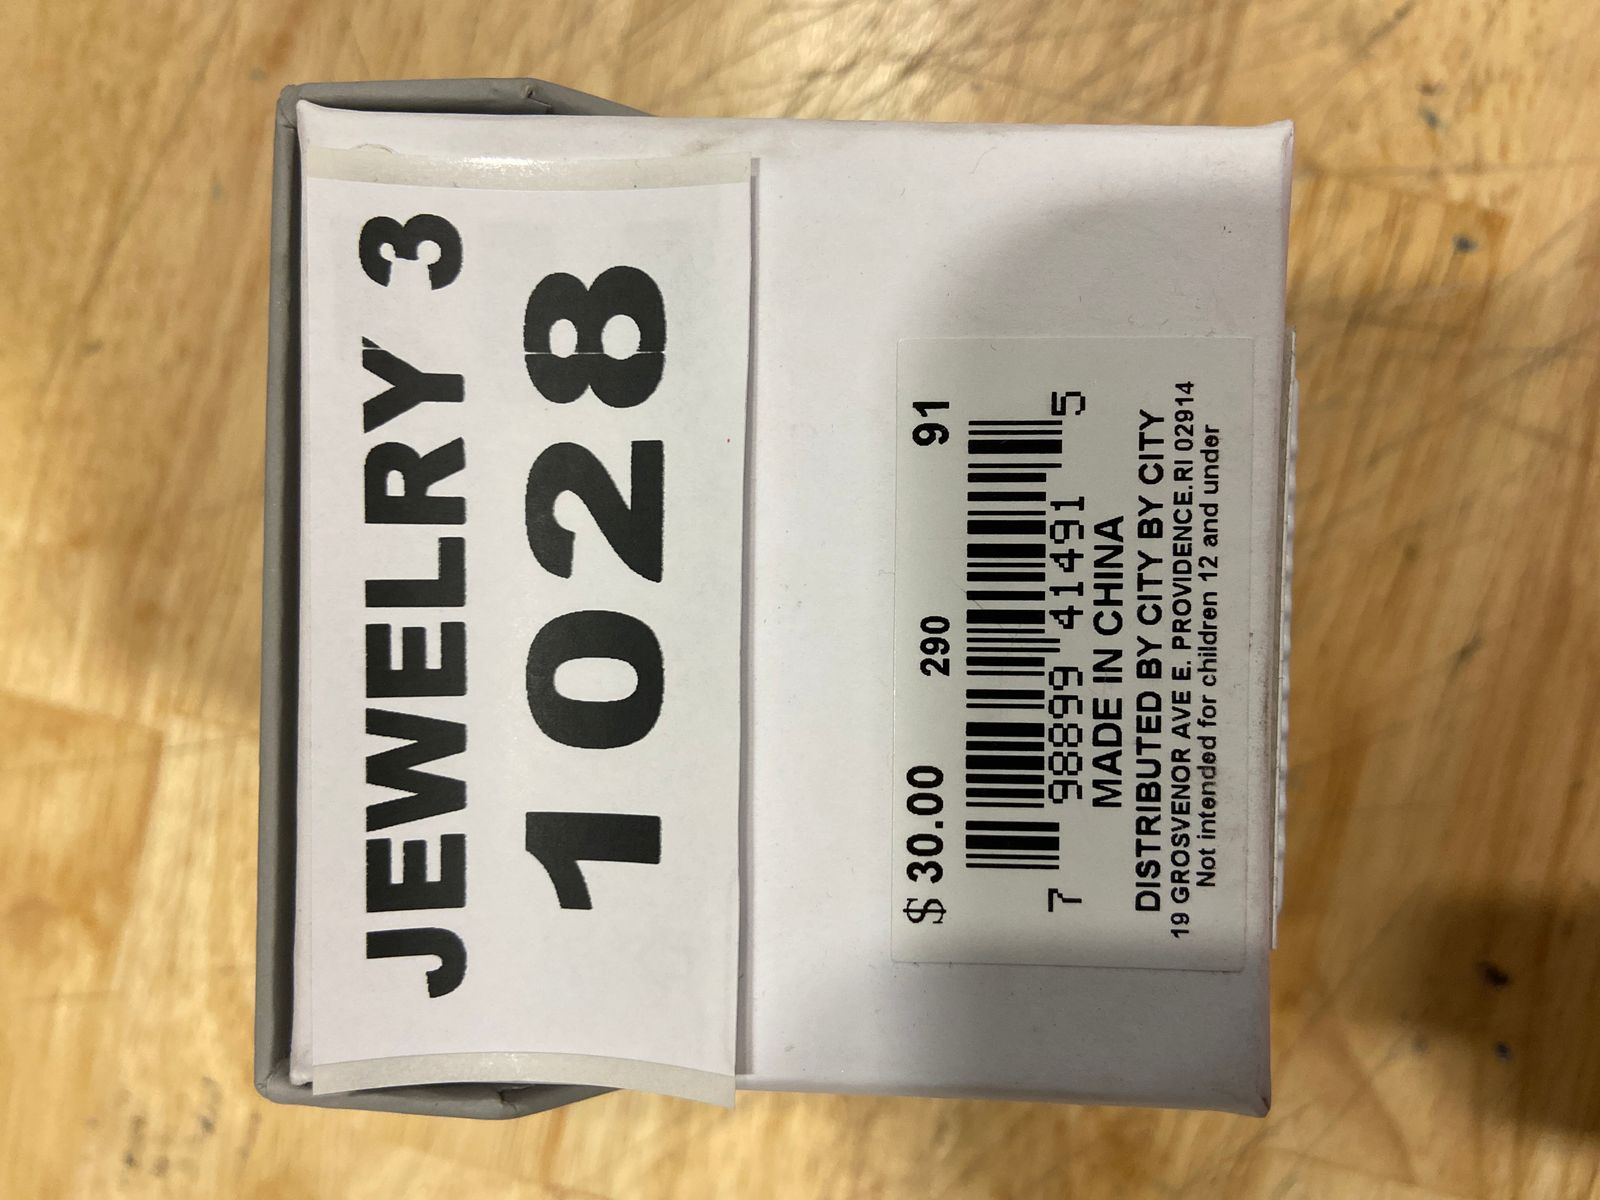 JEWELRY 3
1028
$ 30.00 290 91
7 98899 41491 5
MADE IN CHINA
DISTRIBUTED BY CITY BY CITY
19 GROSVENOR AVE E. PROVIDENCE.RI 02914
Not intended for children 12 and under